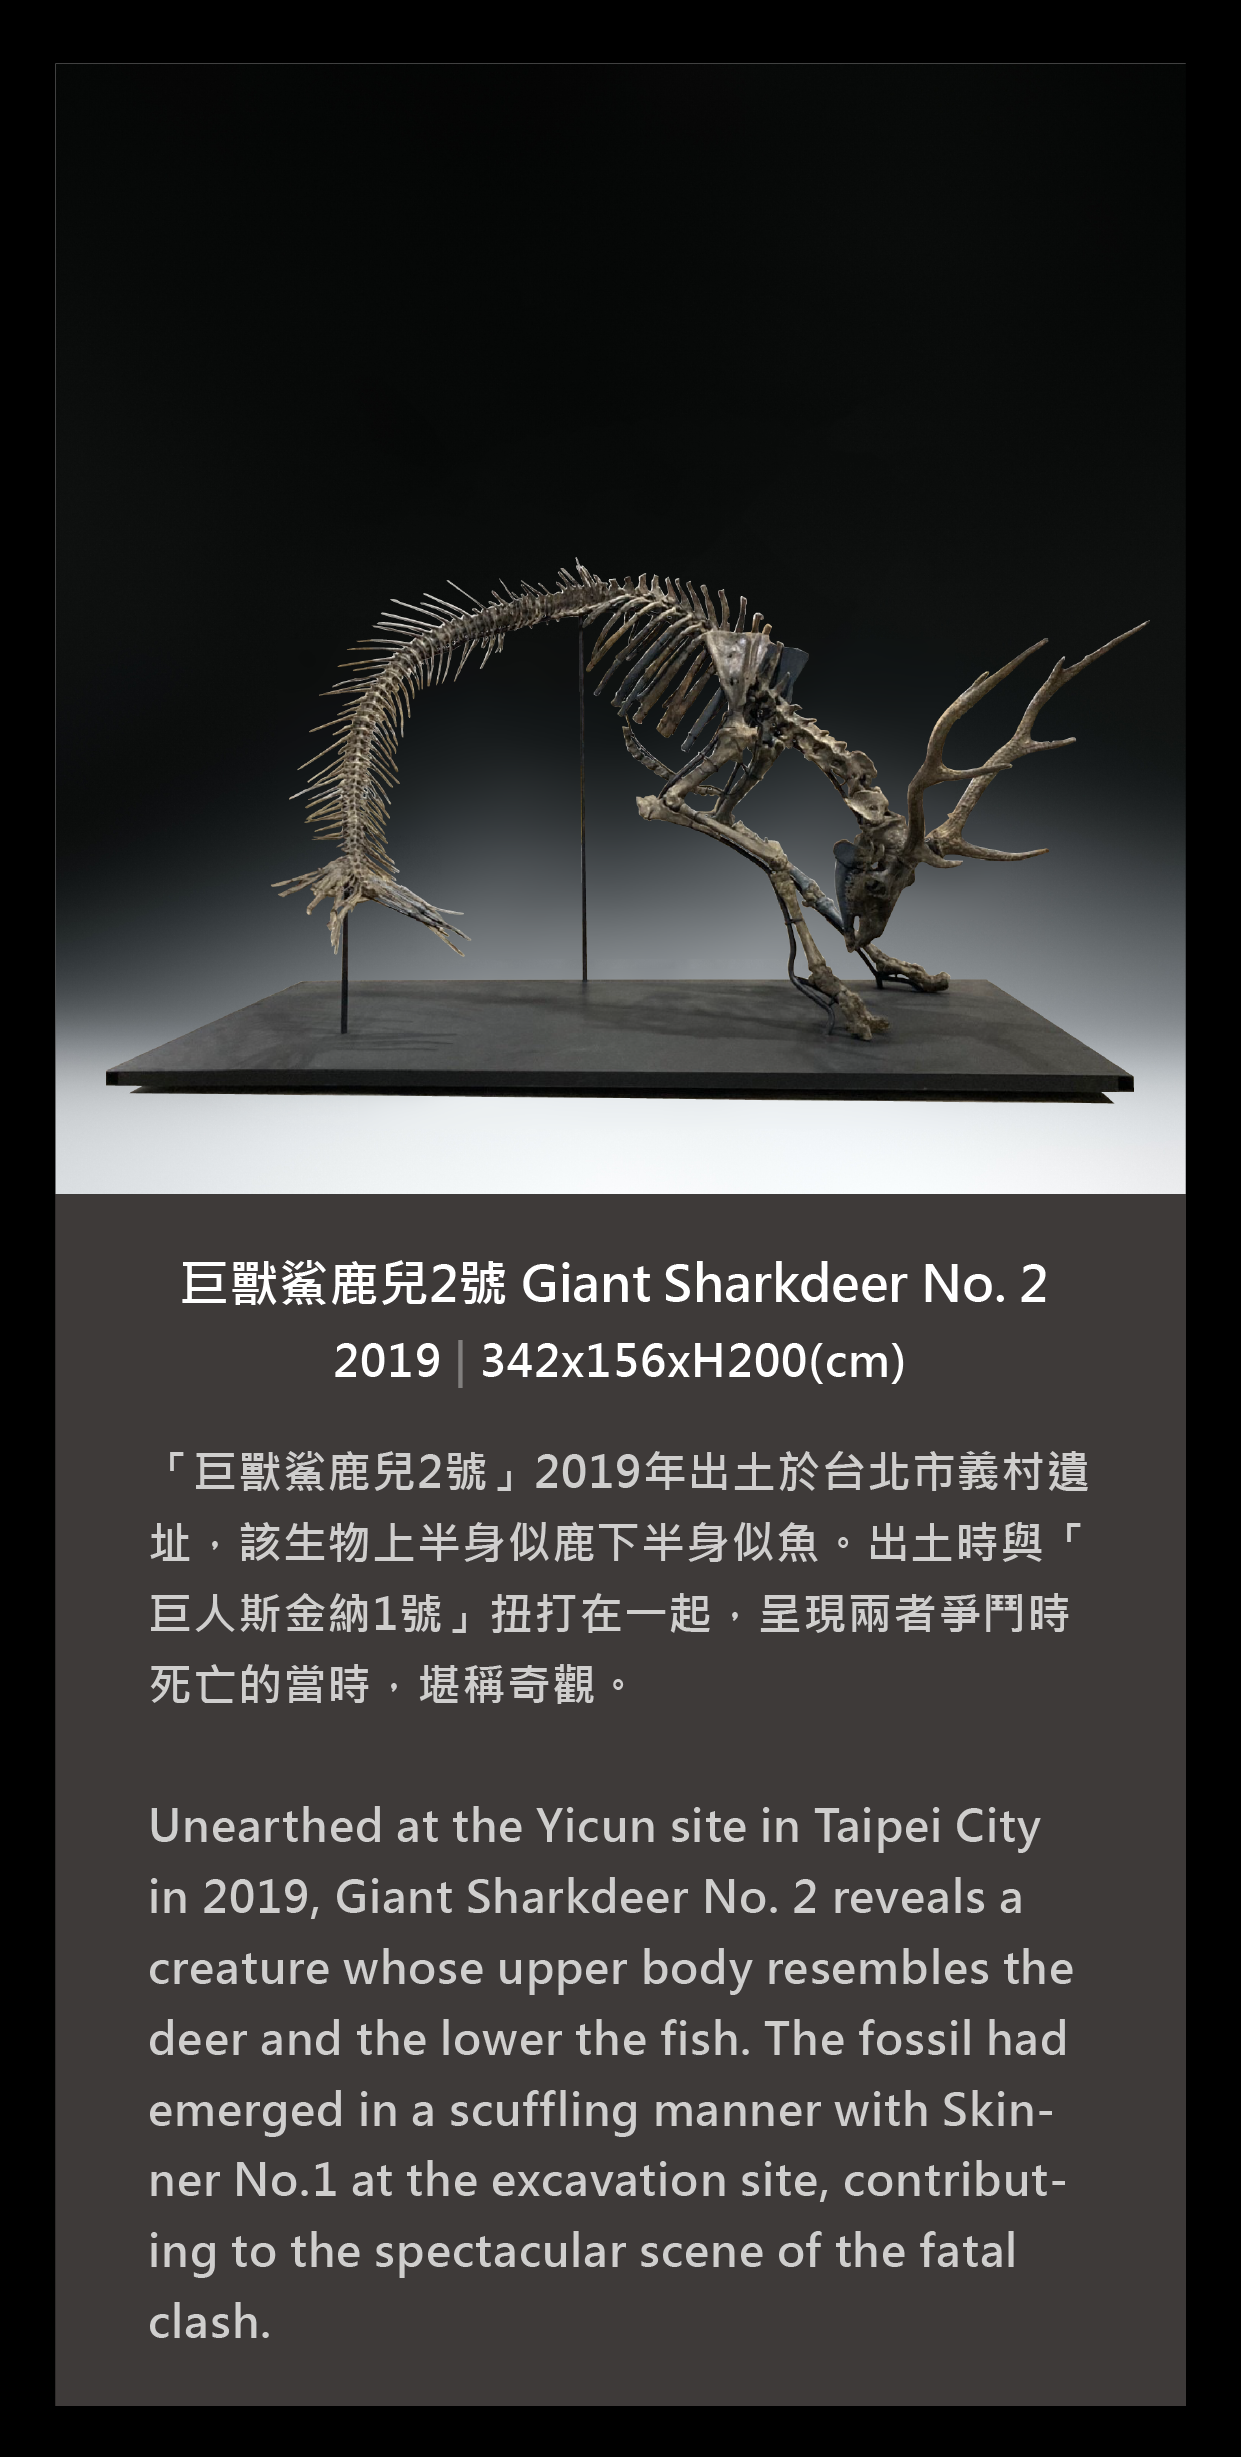 巨獸鯊鹿兒2號 Giant Sharkdeer No. 2
2019 | 342x156xH200(cm)
「巨獸鯊鹿兒2號」2019年出土於台北市義村遺
址，該生物上半身似鹿下半身似魚。出土時與「
巨人斯金納1號」扭打在一起，呈現兩者爭鬥時
死亡的當時，堪稱奇觀。
Unearthed at the Yicun site in Taipei City
in 2019, Giant Sharkdeer No. 2 reveals a
creature whose upper body resembles the
deer and the lower the fish. The fossil had
emerged in a scuffling manner with Skin-
ner No.1 at the excavation site, contribut-
ing to the spectacular scene of the fatal
clash.